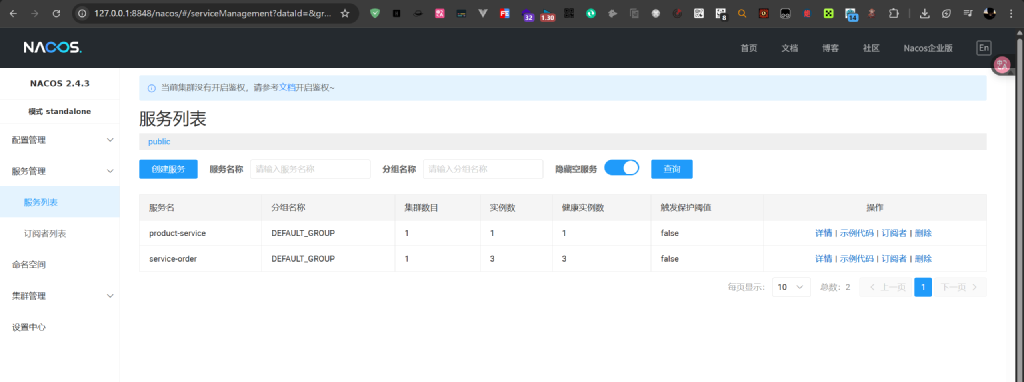 127.0.0.1:8848/nacos/#/serviceManagement?dataId=&gr...
32
1.30
8
14
NACOS.
首页
文档
博客
社区
Nacos企业版
En
NACOS 2.4.3
模式 standalone
配置管理
服务管理
服务列表
订阅者列表
命名空间
集群管理
设置中心
当前集群没有开启鉴权，请参考文档开启鉴权~
服务列表
public
创建服务 服务名称 请输入服务名称 分组名称 请输入分组名称 隐藏空服务 查询
服务名 分组名称 集群数目 实例数 健康实例数 触发保护阈值 操作
product-service DEFAULT_GROUP 1 1 1 false 详情 | 示例代码 | 订阅者 | 删除
service-order DEFAULT_GROUP 1 3 3 false 详情 | 示例代码 | 订阅者 | 删除
每页显示: 10 总数: 2 上一页 1 下一页